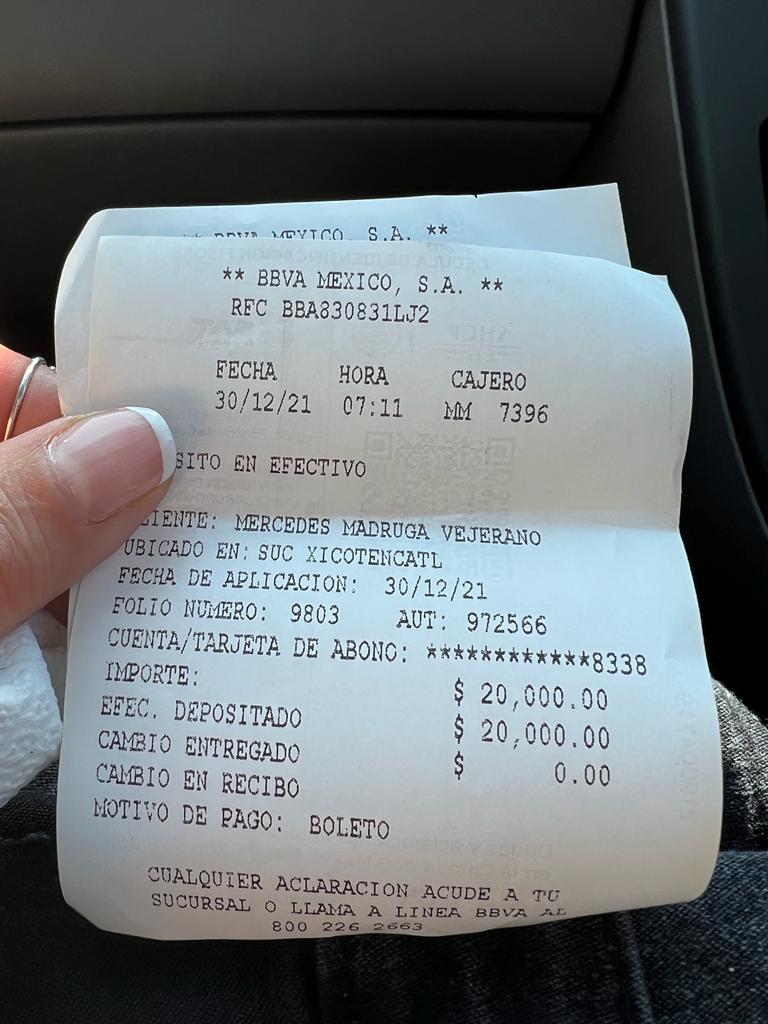 ** BBVA MEXICO, S.A. **
** BBVA MEXICO, S.A. **
RFC BBA830831LJ2
FECHA HORA CAJERO
30/12/21 07:11 MM 7396
SITO EN EFECTIVO
LIENTE: MERCEDES MADRUGA VEJERANO
UBICADO EN: SUC XICOTENCATL
FECHA DE APLICACION: 30/12/21
FOLIO NUMERO: 9803 AUT: 972566
CUENTA/TARJETA DE ABONO: ************8338
IMPORTE: $ 20,000.00
EFEC. DEPOSITADO $ 20,000.00
CAMBIO ENTREGADO $ 0.00
CAMBIO EN RECIBO
MOTIVO DE PAGO: BOLETO
CUALQUIER ACLARACION ACUDE A TU
SUCURSAL O LLAMA A LINEA BBVA AL
800 226 2663